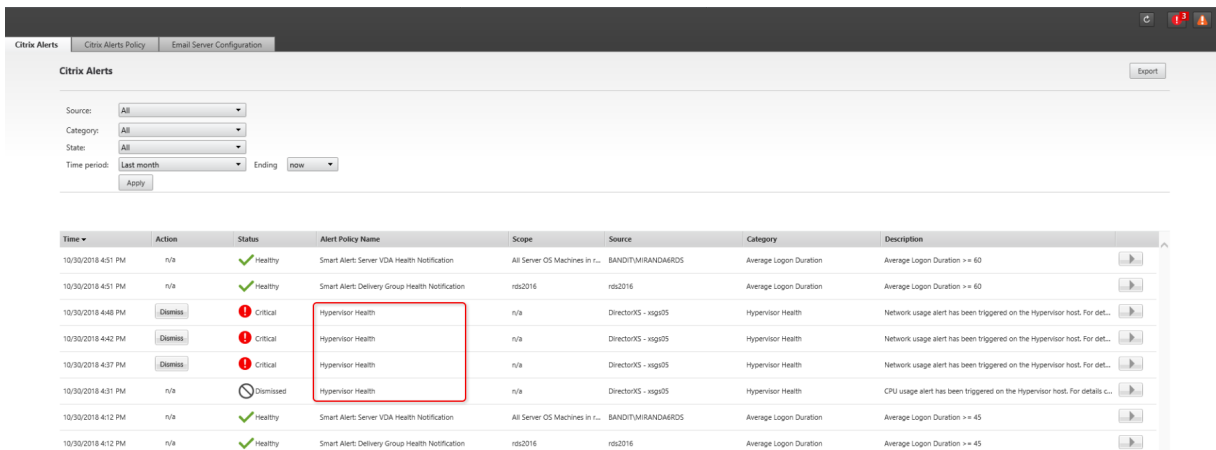 3
Citrix Alerts Citrix Alerts Policy Email Server Configuration
Citrix Alerts Export
Source: All
Category: All
State: All
Time period: Last month Ending now
Apply
Time Action Status Alert Policy Name Scope Source Category Description
10/30/2018 4:51 PM n/a Healthy Smart Alert: Server VDA Health Notification All Server OS Machines in r... BANDIT\MIRANDA6RDS Average Logon Duration Average Logon Duration >= 60
10/30/2018 4:51 PM n/a Healthy Smart Alert: Delivery Group Health Notification rds2016 rds2016 Average Logon Duration Average Logon Duration >= 60
10/30/2018 4:48 PM Dismiss Critical Hypervisor Health n/a DirectorXS - xsgs05 Hypervisor Health Network usage alert has been triggered on the Hypervisor host. For det...
10/30/2018 4:42 PM Dismiss Critical Hypervisor Health n/a DirectorXS - xsgs05 Hypervisor Health Network usage alert has been triggered on the Hypervisor host. For det...
10/30/2018 4:37 PM Dismiss Critical Hypervisor Health n/a DirectorXS - xsgs05 Hypervisor Health Network usage alert has been triggered on the Hypervisor host. For det...
10/30/2018 4:31 PM n/a Dismissed Hypervisor Health n/a DirectorXS - xsgs05 Hypervisor Health CPU usage alert has been triggered on the Hypervisor host. For details c...
10/30/2018 4:12 PM n/a Healthy Smart Alert: Server VDA Health Notification All Server OS Machines in r... BANDIT\MIRANDA6RDS Average Logon Duration Average Logon Duration >= 45
10/30/2018 4:12 PM n/a Healthy Smart Alert: Delivery Group Health Notification rds2016 rds2016 Average Logon Duration Average Logon Duration >= 45